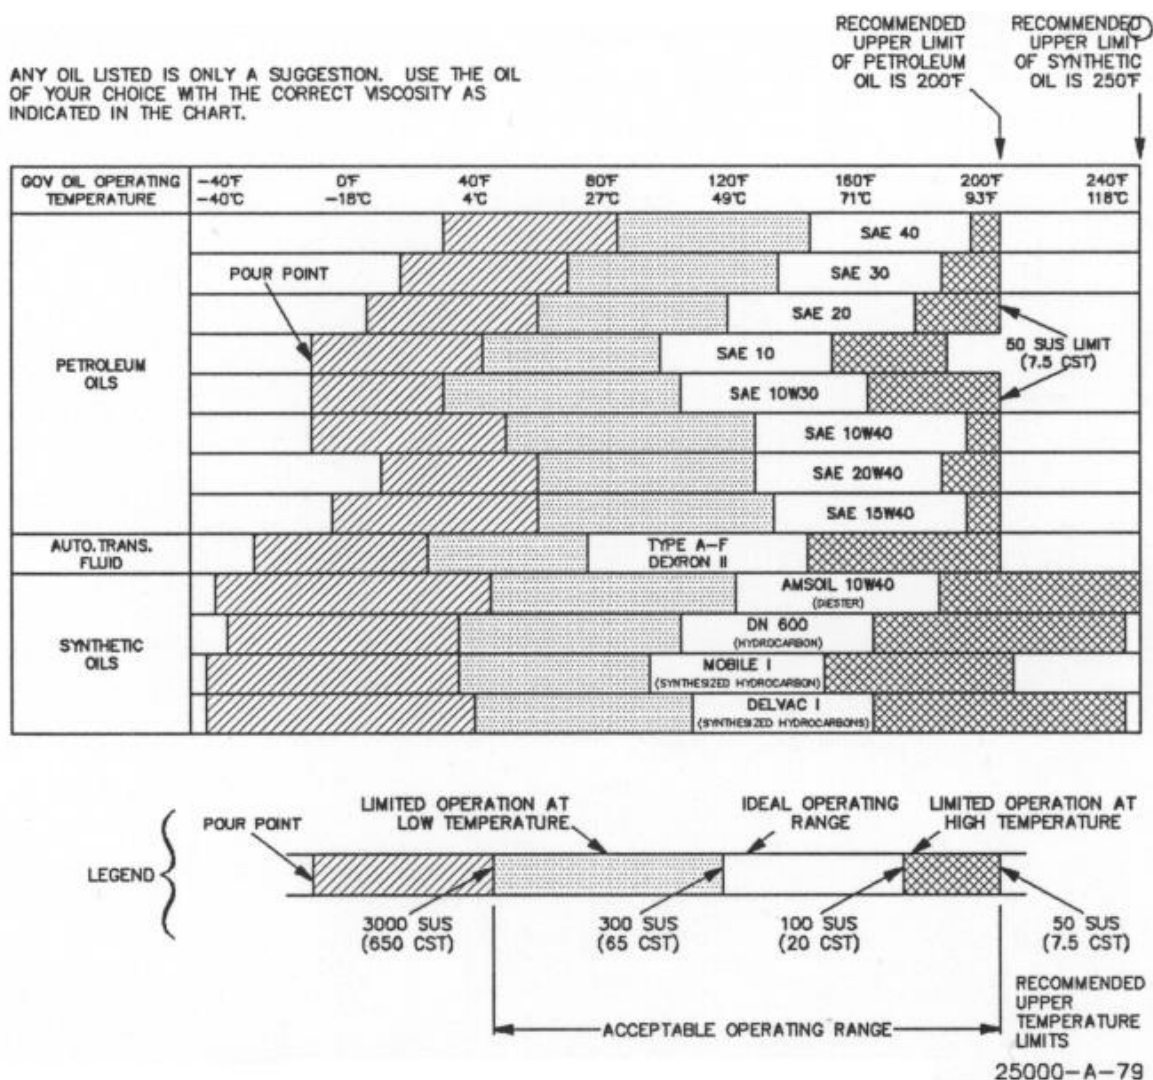 RECOMMENDED
UPPER LIMIT
OF PETROLEUM
OIL IS 200°F
RECOMMENDED
UPPER LIMIT
OF SYNTHETIC
OIL IS 250°F
ANY OIL LISTED IS ONLY A SUGGESTION. USE THE OIL
OF YOUR CHOICE WITH THE CORRECT VISCOSITY AS
INDICATED IN THE CHART.
GOV OIL OPERATING
TEMPERATURE
-40°F 0°F 40°F 80°F 120°F 160°F 200°F 240°F
-40°C -18°C 4°C 27°C 49°C 71°C 93°F 118°C
PETROLEUM
OILS
SAE 40
POUR POINT
SAE 30
SAE 20
SAE 10
50 SUS LIMIT
(7.5 CST)
SAE 10W30
SAE 10W40
SAE 20W40
SAE 15W40
AUTO.TRANS.
FLUID
TYPE A-F
DEXRON II
SYNTHETIC
OILS
AMSOIL 10W40
(DIESTER)
DN 600
(HYDROCARBON)
MOBILE I
(SYNTHESIZED HYDROCARBON)
DELVAC I
(SYNTHESIZED HYDROCARBONS)
LEGEND
POUR POINT
LIMITED OPERATION AT
LOW TEMPERATURE
IDEAL OPERATING
RANGE
LIMITED OPERATION AT
HIGH TEMPERATURE
3000 SUS
(650 CST)
300 SUS
(65 CST)
100 SUS
(20 CST)
50 SUS
(7.5 CST)
ACCEPTABLE OPERATING RANGE
RECOMMENDED
UPPER
TEMPERATURE
LIMITS
25000-A-79